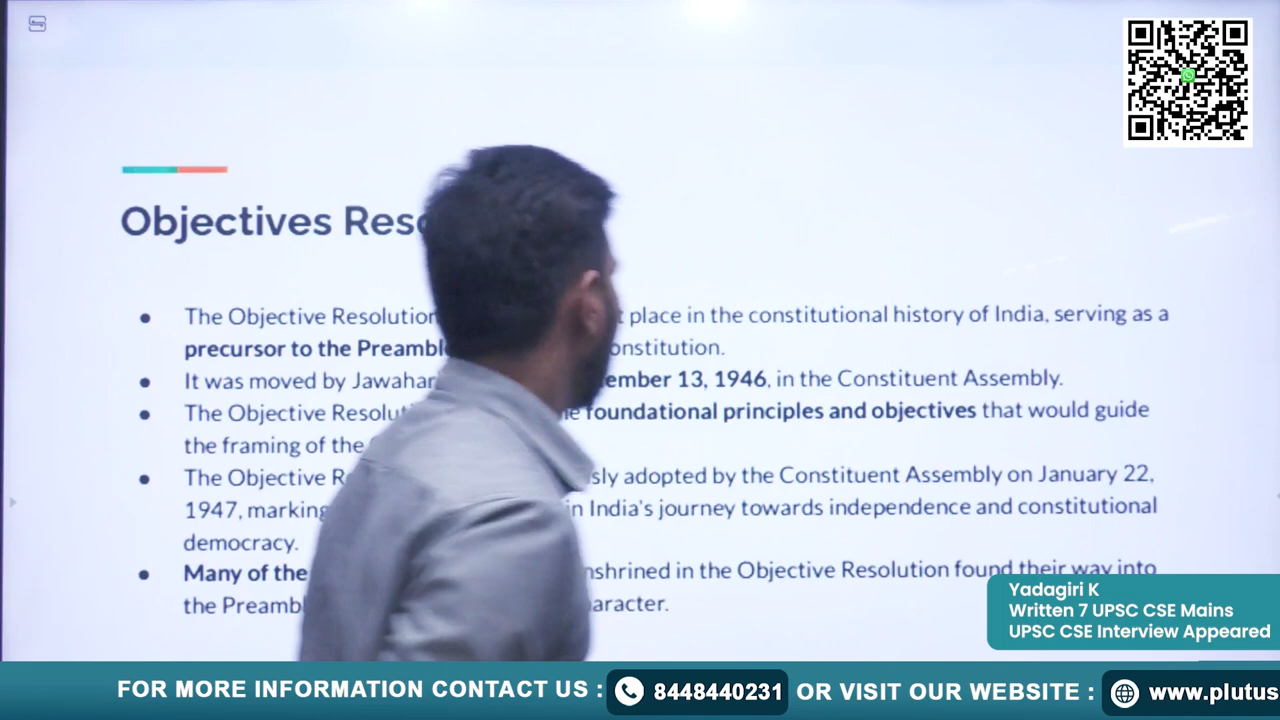 Objectives
The Objective Resolution place in the constitutional history of India, serving as a
precursor to the onstitution.
It was moved by ember 13, 1946, in the Constituent Assembly.
The Objective foundational principles and objectives that would guide
the framing of the
The Objective sly adopted by the Constituent Assembly on January 22,
1947, marking in India's journey towards independence and constitutional
democracy.
Many of the nshrined in the Objective Resolution found their way into
the aracter.
Yadagiri K
Written 7 UPSC CSE Mains
UPSC CSE Interview Appeared
FOR MORE INFORMATION CONTACT US : 8448440231 OR VISIT OUR WEBSITE : www.plutus